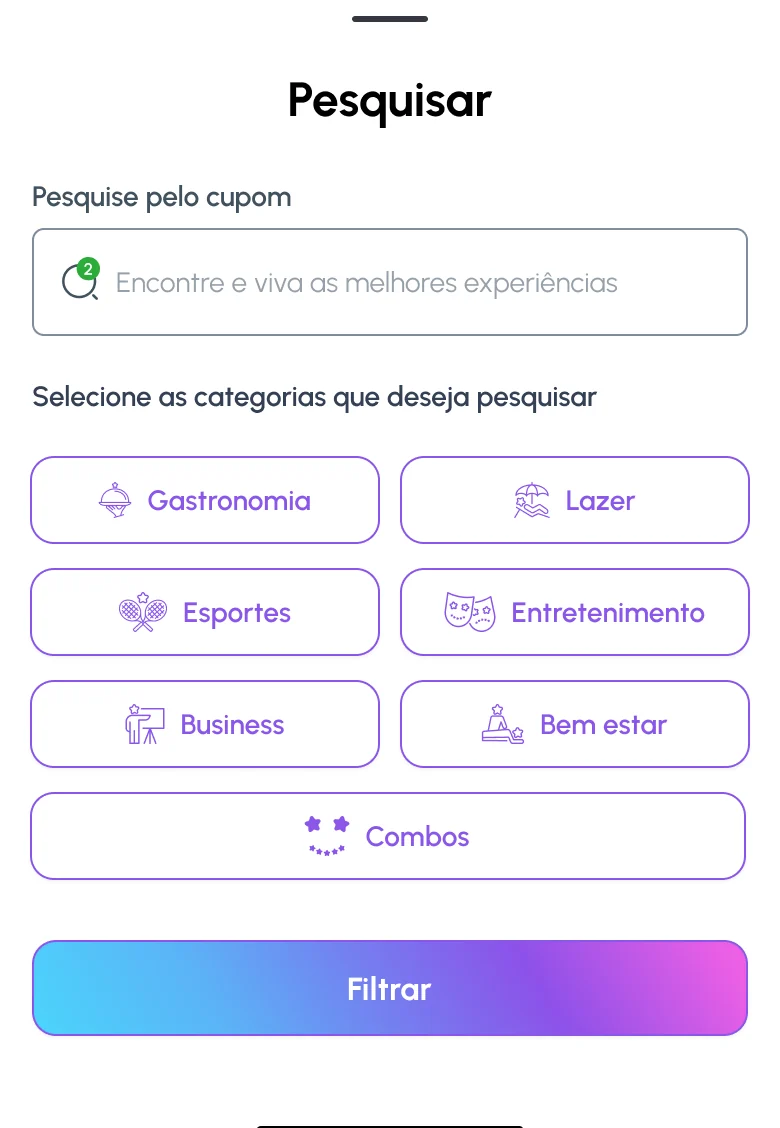 Pesquisar
Pesquise pelo cupom
2
Encontre e viva as melhores experiências
Selecione as categorias que deseja pesquisar
Gastronomia
Lazer
Esportes
Entretenimento
Business
Bem estar
Combos
Filtrar